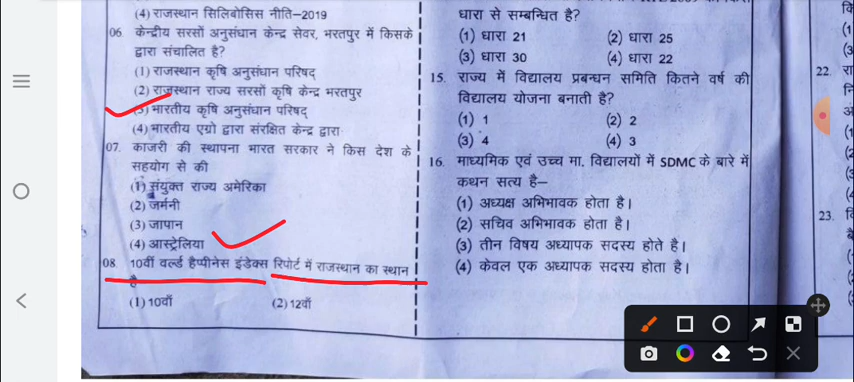 (4) राजस्थान सिलिबोसिस नीति–2019
06. केन्द्रीय सरसों अनुसंधान केन्द्र सेवर, भरतपुर में किसके
द्वारा संचालित है?
(1) राजस्थान कृषि अनुसंधान परिषद्
(2) राजस्थान राज्य सरसों कृषि केन्द्र भरतपुर
(3) भारतीय कृषि अनुसंधान परिषद्
(4) भारतीय एग्रो द्वारा संरक्षित केन्द्र द्वारा
07. काजरी की स्थापना भारत सरकार ने किस देश के
सहयोग से की
(1) संयुक्त राज्य अमेरिका
(2) जर्मनी
(3) जापान
(4) आस्ट्रेलिया
08. 10वीं वर्ल्ड हैप्पीनेस इंडेक्स रिपोर्ट में राजस्थान का स्थान
है
(1) 10वाँ (2) 12वाँ
धारा से सम्बन्धित है?
(1) धारा 21 (2) धारा 25
(3) धारा 30 (4) धारा 22
15. राज्य में विद्यालय प्रबन्धन समिति कितने वर्ष की
विद्यालय योजना बनाती है?
(1) 1 (2) 2
(3) 4 (4) 3
16. माध्यमिक एवं उच्च मा. विद्यालयों में SDMC के बारे में
कथन सत्य है–
(1) अध्यक्ष अभिभावक होता है।
(2) सचिव अभिभावक होता है।
(3) तीन विषय अध्यापक सदस्य होते है।
(4) केवल एक अध्यापक सदस्य होता है।
22.
23.